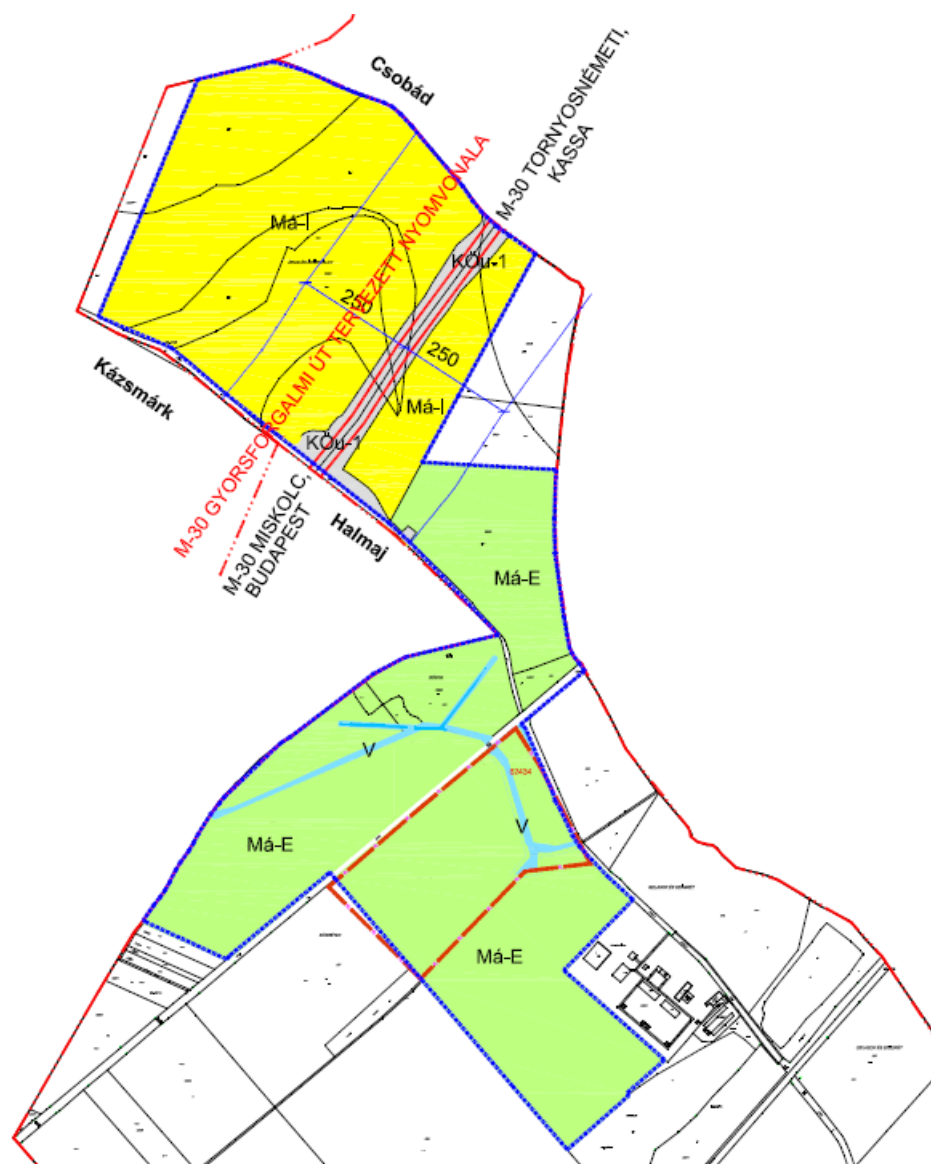 Csobád
M-30 TORNYOSNÉMETI,
KASSA
M-30 GYORSFORGALMI ÚT TERVEZETT NYOMVONALA
Má-I
KÖu-1
250
250
Kázsmárk
Má-I
KÖu-1
M-30 MISKOLC,
BUDAPEST
Halmaj
Má-E
V
V
Má-E
Má-E